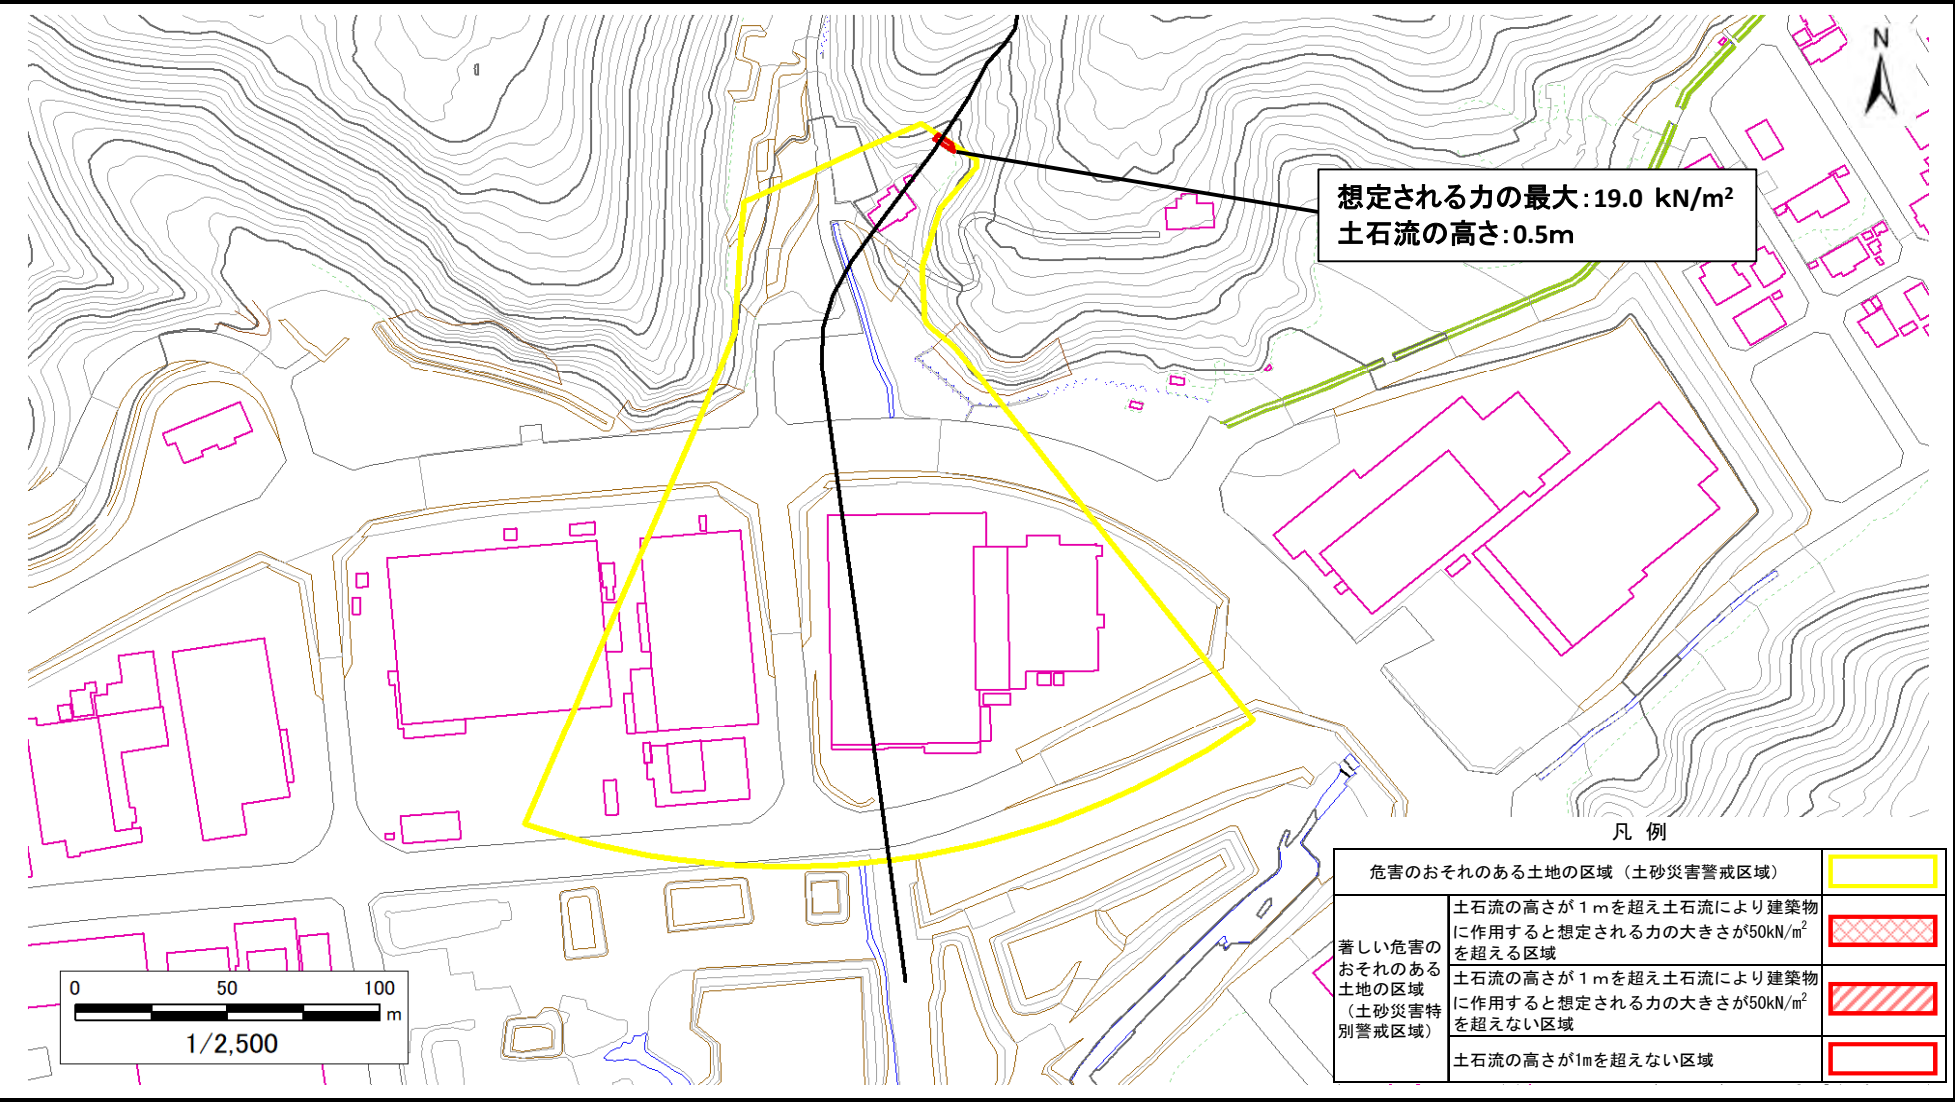 N
想定される力の最大:19.0 kN/m²
土石流の高さ:0.5m
凡 例
危害のおそれのある土地の区域（土砂災害警戒区域）
著しい危害の
おそれのある
土地の区域
（土砂災害特
別警戒区域）
土石流の高さが１ｍを超え土石流により建築物
に作用すると想定される力の大きさが50kN/㎡
を超える区域
土石流の高さが１ｍを超え土石流により建築物
に作用すると想定される力の大きさが50kN/㎡
を超えない区域
土石流の高さが1mを超えない区域
0 50 100
m
1/2,500